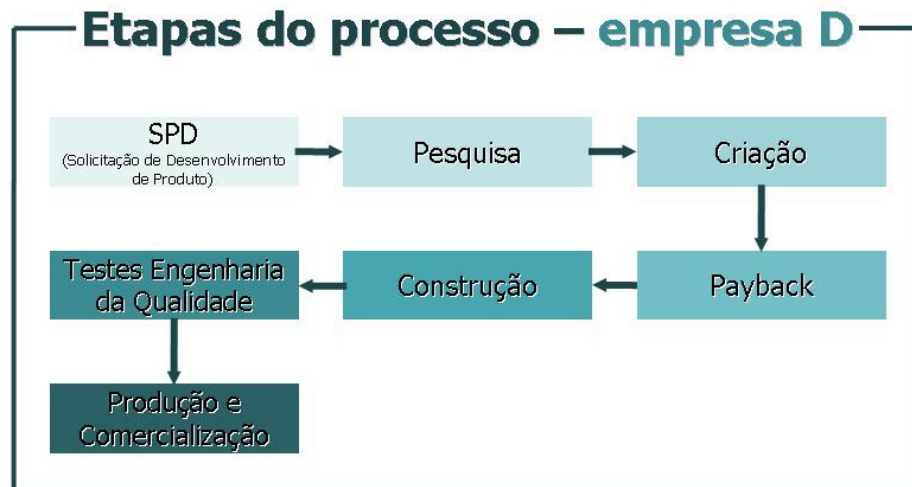 Etapas do processo – empresa D
SPD
(Solicitação de Desenvolvimento
de Produto)
Pesquisa
Criação
Testes Engenharia
da Qualidade
Construção
Payback
Produção e
Comercialização